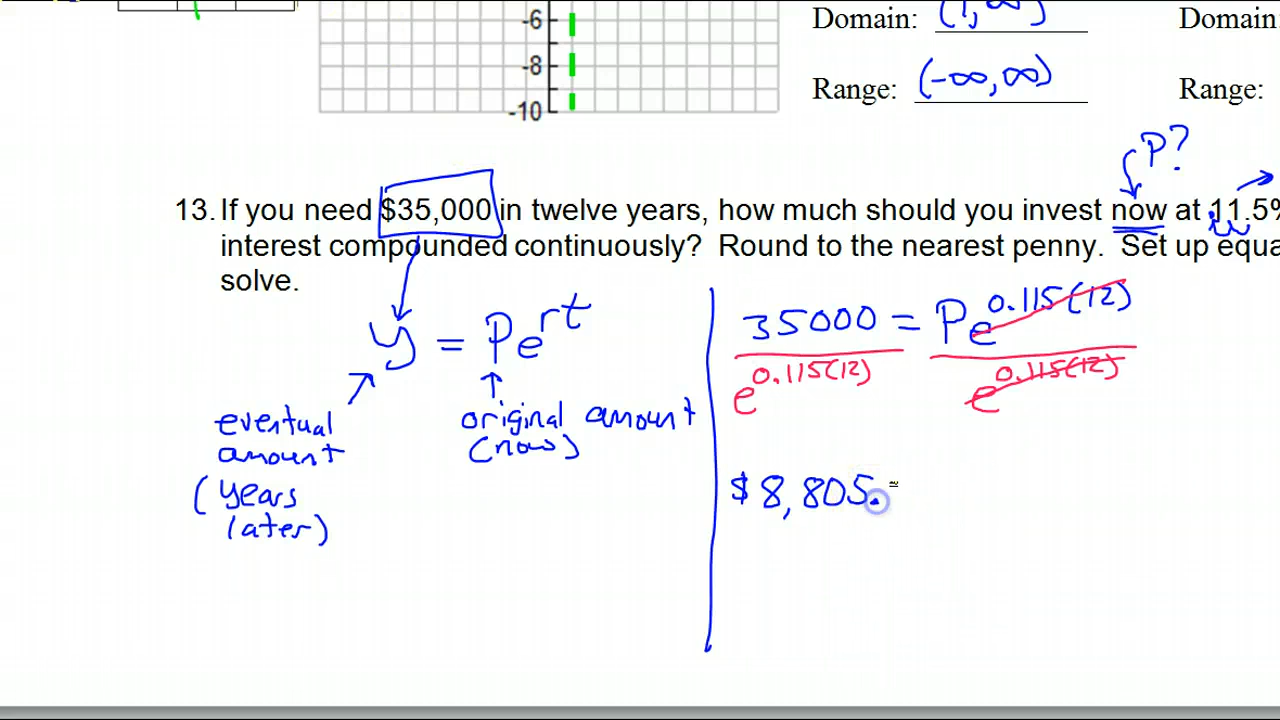 -6
Domain: (1, ∞)
Domain:
-8
Range: (-∞, ∞)
Range:
-10
P?
13. If you need $35,000 in twelve years, how much should you invest now at 11.5%
interest compounded continuously? Round to the nearest penny. Set up equa
solve.
y = Pe^rt
eventual
amount
(years
later)
original amount
(now)
35000 = Pe^0.115(12)
e^0.115(12) e^0.115(12)
$8,805.